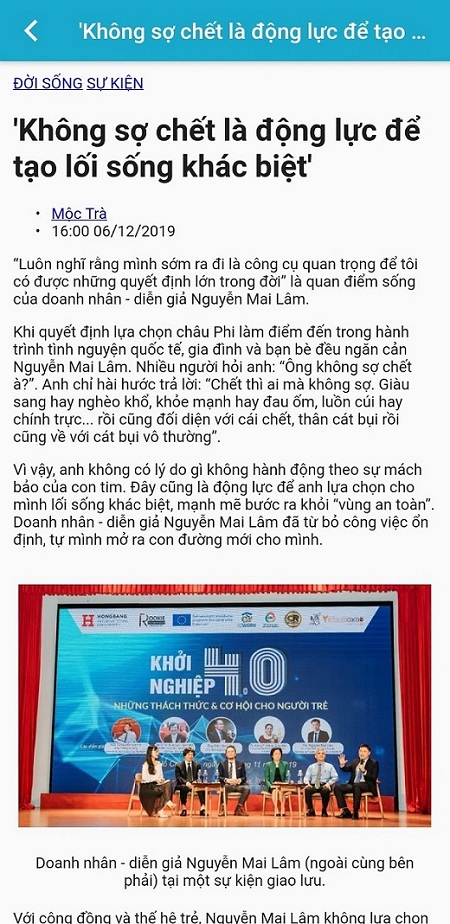 'Không sợ chết là động lực để tạo ...
ĐỜI SỐNG SỰ KIỆN
'Không sợ chết là động lực để
tạo lối sống khác biệt'
• Mộc Trà
• 16:00 06/12/2019
“Luôn nghĩ rằng mình sớm ra đi là công cụ quan trọng để tôi
có được những quyết định lớn trong đời” là quan điểm sống
của doanh nhân - diễn giả Nguyễn Mai Lâm.
Khi quyết định lựa chọn châu Phi làm điểm đến trong hành
trình tình nguyện quốc tế, gia đình và bạn bè đều ngăn cản
Nguyễn Mai Lâm. Nhiều người hỏi anh: “Ông không sợ chết
à?”. Anh chỉ hài hước trả lời: “Chết thì ai mà không sợ. Giàu
sang hay nghèo khổ, khỏe mạnh hay đau ốm, luồn cúi hay
chính trực... rồi cũng đối diện với cái chết, thân cát bụi rồi
cũng về với cát bụi vô thường”.
Vì vậy, anh không có lý do gì không hành động theo sự mách
bảo của con tim. Đây cũng là động lực để anh lựa chọn cho
mình lối sống khác biệt, mạnh mẽ bước ra khỏi “vùng an toàn”.
Doanh nhân - diễn giả Nguyễn Mai Lâm đã từ bỏ công việc ổn
định, tự mình mở ra con đường mới cho mình.
HONGBANG
ROOKIE
KHỞI
NGHIỆP 4.0
NHỮNG THÁCH THỨC & CƠ HỘI CHO NGƯỜI TRẺ
Doanh nhân - diễn giả Nguyễn Mai Lâm (ngoài cùng bên
phải) tại một sự kiện giao lưu.
Với cộng đồng và thế hệ trẻ, Nguyễn Mai Lâm không lựa chọn